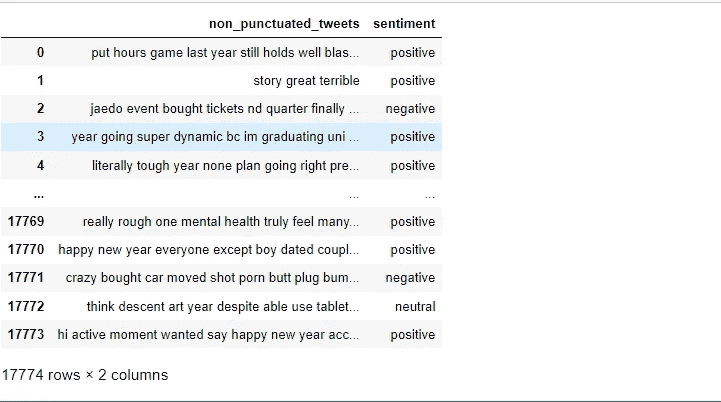 non_punctuated_tweets sentiment
0 put hours game last year still holds well blas... positive
1 story great terrible positive
2 jaedo event bought tickets nd quarter finally ... negative
3 year going super dynamic bc im graduating uni ... positive
4 literally tough year none plan going right pre... positive
... ... ...
17769 really rough one mental health truly feel many... positive
17770 happy new year everyone except boy dated coupl... positive
17771 crazy bought car moved shot porn butt plug bum... negative
17772 think descent art year despite able use tablet... neutral
17773 hi active moment wanted say happy new year acc... positive
17774 rows × 2 columns